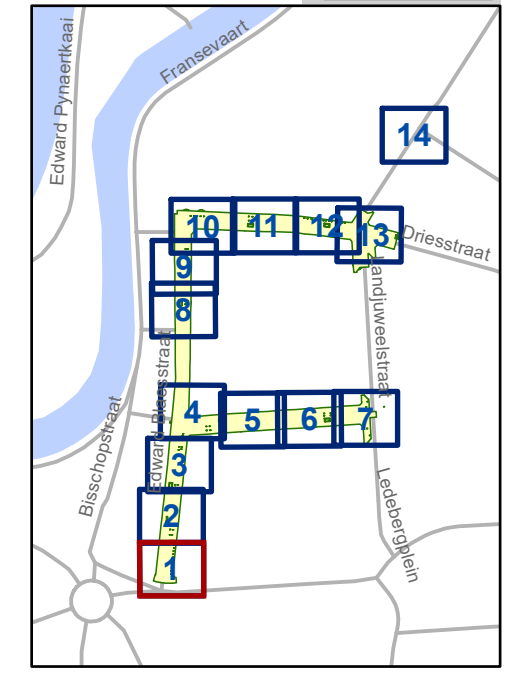 Edward Pynaertkaai
Fransevaart
14
10
11
12
13
Driesstraat
9
8
Landjuweelstraat
Edward Blaesstraat
4
5
6
7
Bisschopstraat
3
2
Ledebergplein
1